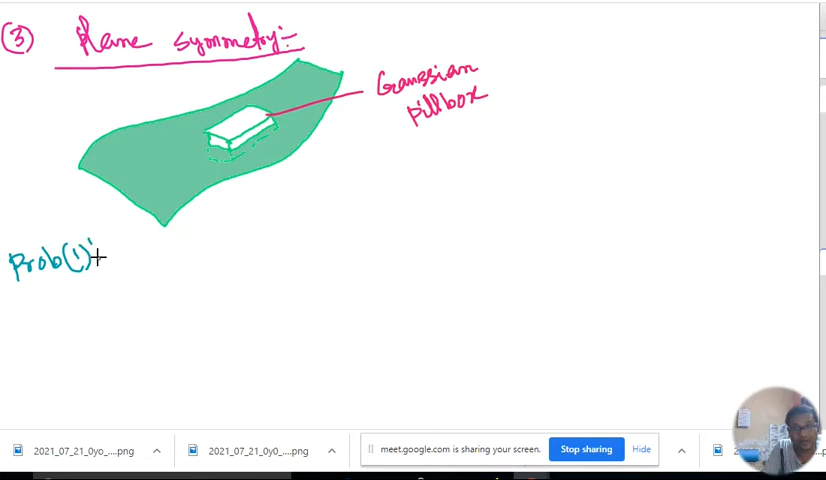 (3) Plane symmetry:-
Gaussian
pillbox
Prob(1)
2021_07_21_0yo_....png
2021_07_21_0y0_....png
meet.google.com is sharing your screen.
Stop sharing
Hide